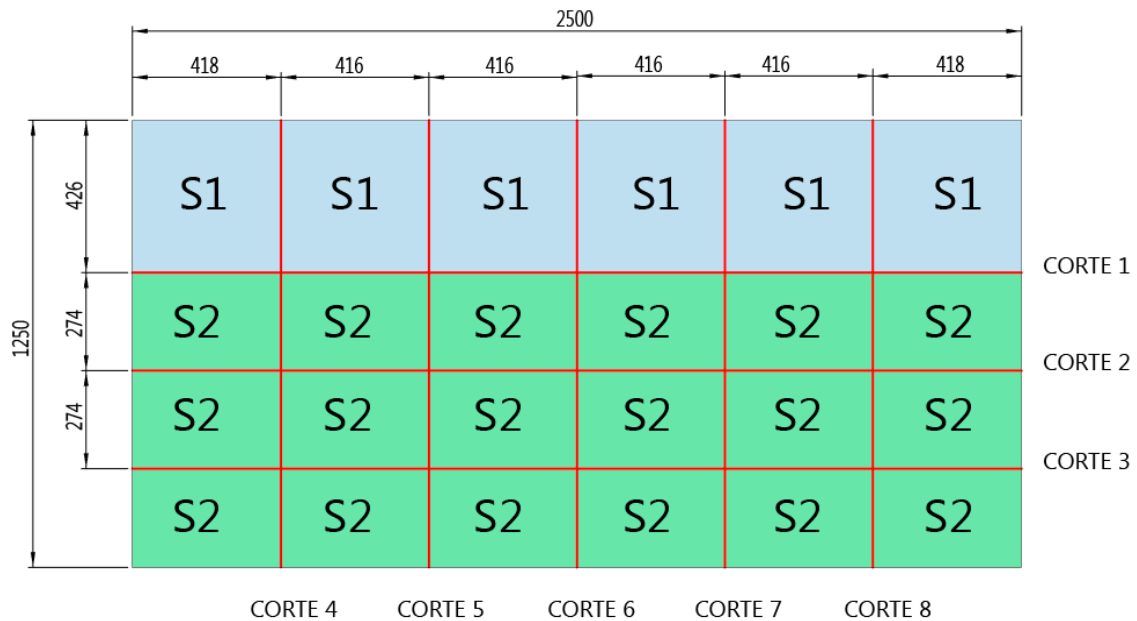 2500
418 416 416 416 416 418
426
S1 S1 S1 S1 S1 S1
CORTE 1
274
S2 S2 S2 S2 S2 S2
1250
CORTE 2
274
S2 S2 S2 S2 S2 S2
CORTE 3
S2 S2 S2 S2 S2 S2
CORTE 4 CORTE 5 CORTE 6 CORTE 7 CORTE 8